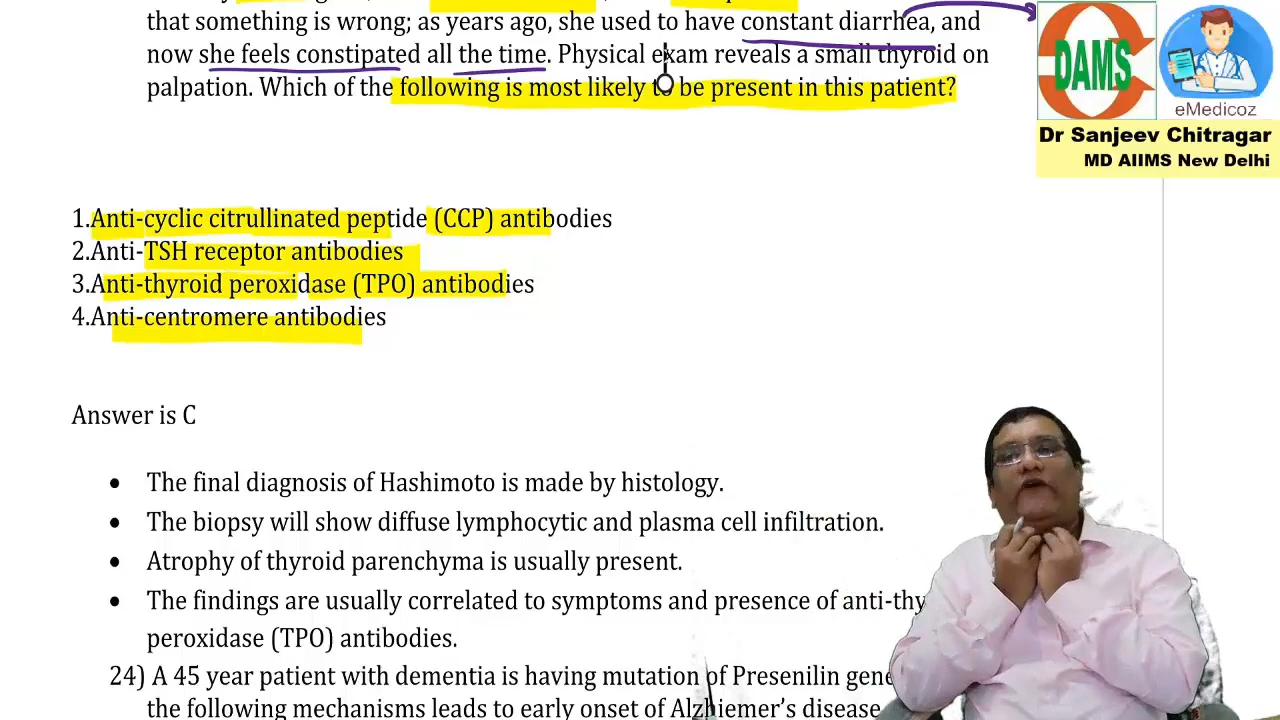 that something is wrong; as years ago, she used to have constant diarrhea, and
now she feels constipated all the time. Physical exam reveals a small thyroid on
palpation. Which of the following is most likely to be present in this patient?
DAMS
eMedicoz
Dr Sanjeev Chitragar
MD AIIMS New Delhi
1.Anti-cyclic citrullinated peptide (CCP) antibodies
2.Anti-TSH receptor antibodies
3.Anti-thyroid peroxidase (TPO) antibodies
4.Anti-centromere antibodies
Answer is C
• The final diagnosis of Hashimoto is made by histology.
• The biopsy will show diffuse lymphocytic and plasma cell infiltration.
• Atrophy of thyroid parenchyma is usually present.
• The findings are usually correlated to symptoms and presence of anti-thy
peroxidase (TPO) antibodies.
24) A 45 year patient with dementia is having mutation of Presenilin gene
the following mechanisms leads to early onset of Alzhiemer's disease